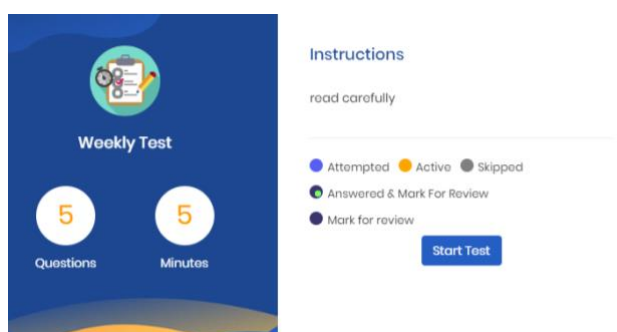 Weekly Test
5 5
Questions Minutes
Instructions
read carefully
Attempted Active Skipped
Answered & Mark For Review
Mark for review
Start Test